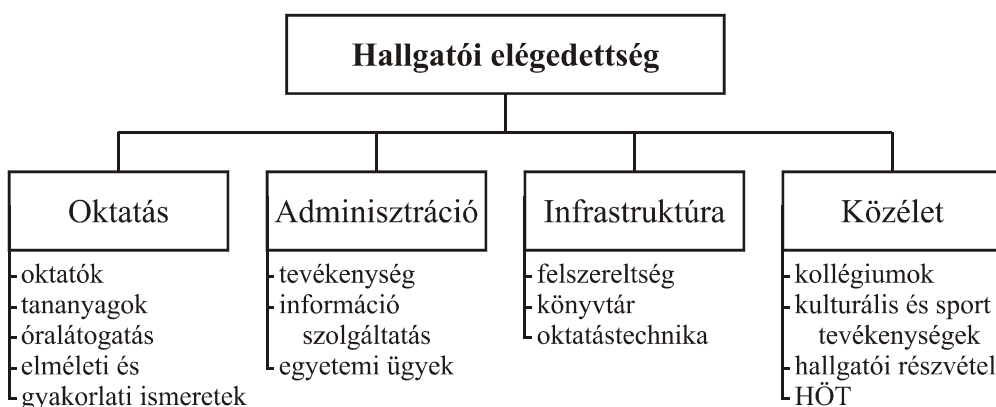 Hallgatói elégedettség
Oktatás
oktatók
tananyagok
óralátogatás
elméleti és
gyakorlati ismeretek
Adminisztráció
tevékenység
információ
szolgáltatás
egyetemi ügyek
Infrastruktúra
felszereltség
könyvtár
oktatástechnika
Közélet
kollégiumok
kulturális és sport
tevékenységek
hallgatói részvétel
HÖT